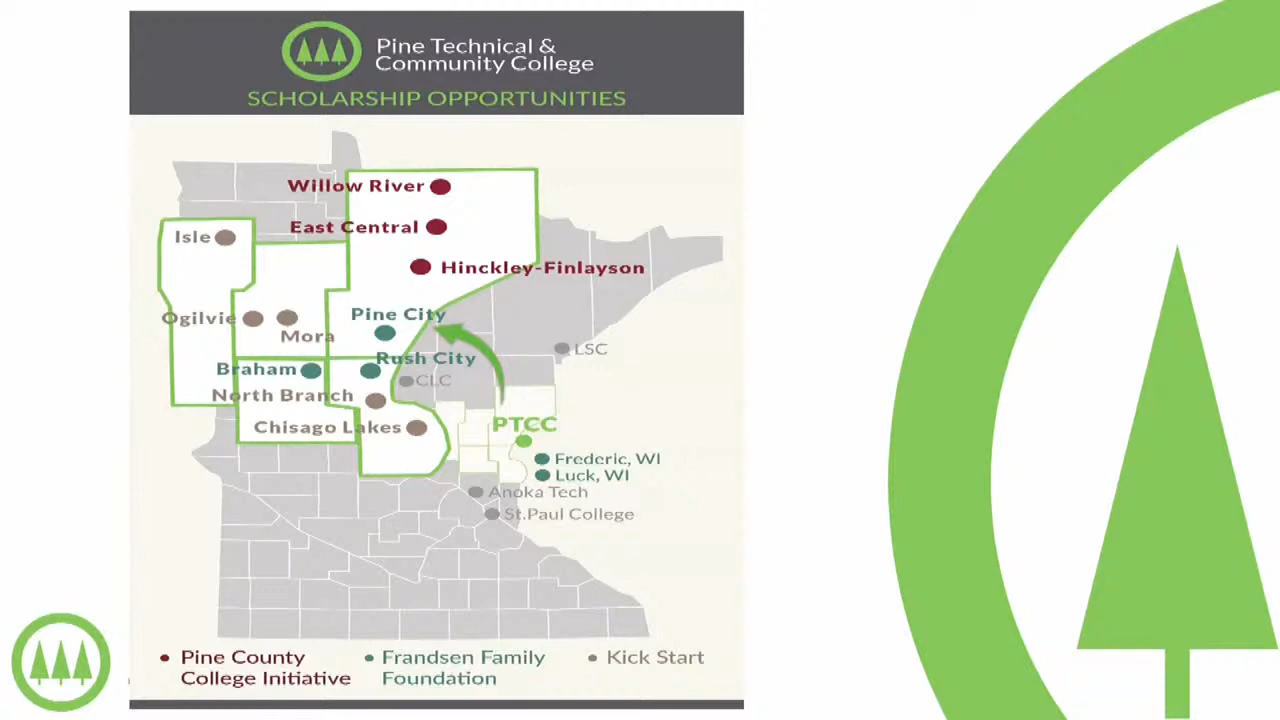 Pine Technical &
Community College
SCHOLARSHIP OPPORTUNITIES
Willow River
East Central
Isle
Hinckley-Finlayson
Pine City
Ogilvie
Mora
LSC
Rush City
Braham
CLC
North Branch
Chisago Lakes
PTCC
Frederic, WI
Luck, WI
Anoka Tech
St.Paul College
• Pine County
College Initiative
• Frandsen Family
Foundation
• Kick Start